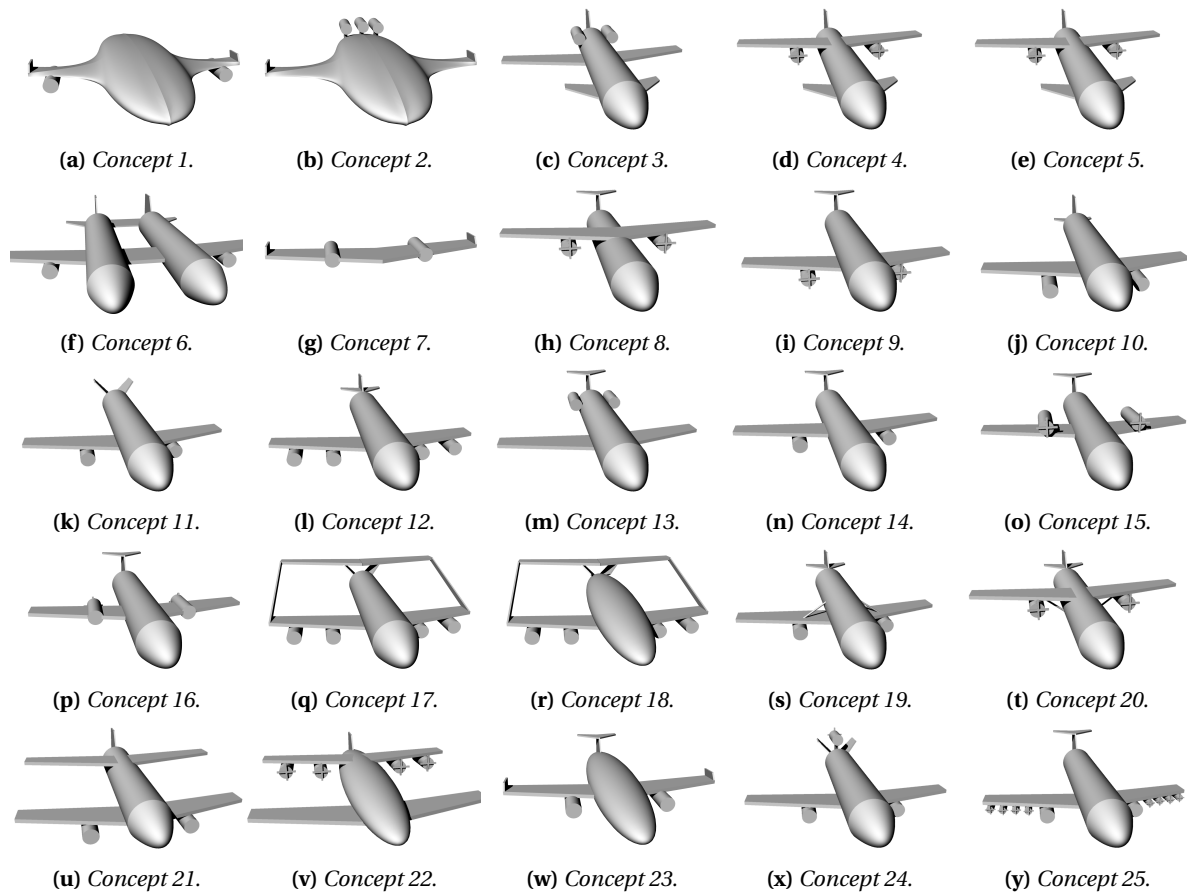 (a) Concept 1. (b) Concept 2. (c) Concept 3. (d) Concept 4. (e) Concept 5.
(f) Concept 6. (g) Concept 7. (h) Concept 8. (i) Concept 9. (j) Concept 10.
(k) Concept 11. (l) Concept 12. (m) Concept 13. (n) Concept 14. (o) Concept 15.
(p) Concept 16. (q) Concept 17. (r) Concept 18. (s) Concept 19. (t) Concept 20.
(u) Concept 21. (v) Concept 22. (w) Concept 23. (x) Concept 24. (y) Concept 25.